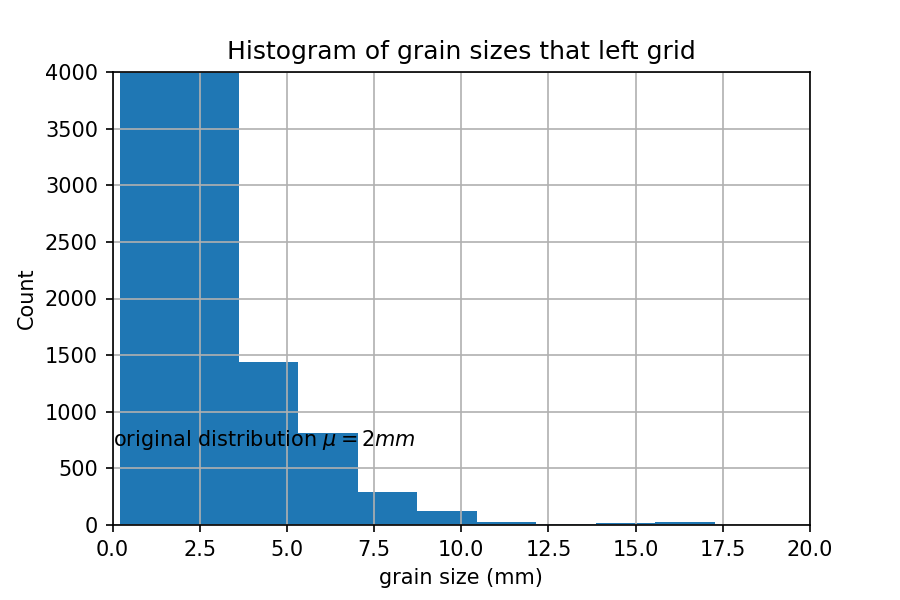 Histogram of grain sizes that left grid
4000
3500
3000
2500
2000
1500
1000
500
0
Count
original distribution μ = 2mm
0.0 2.5 5.0 7.5 10.0 12.5 15.0 17.5 20.0
grain size (mm)